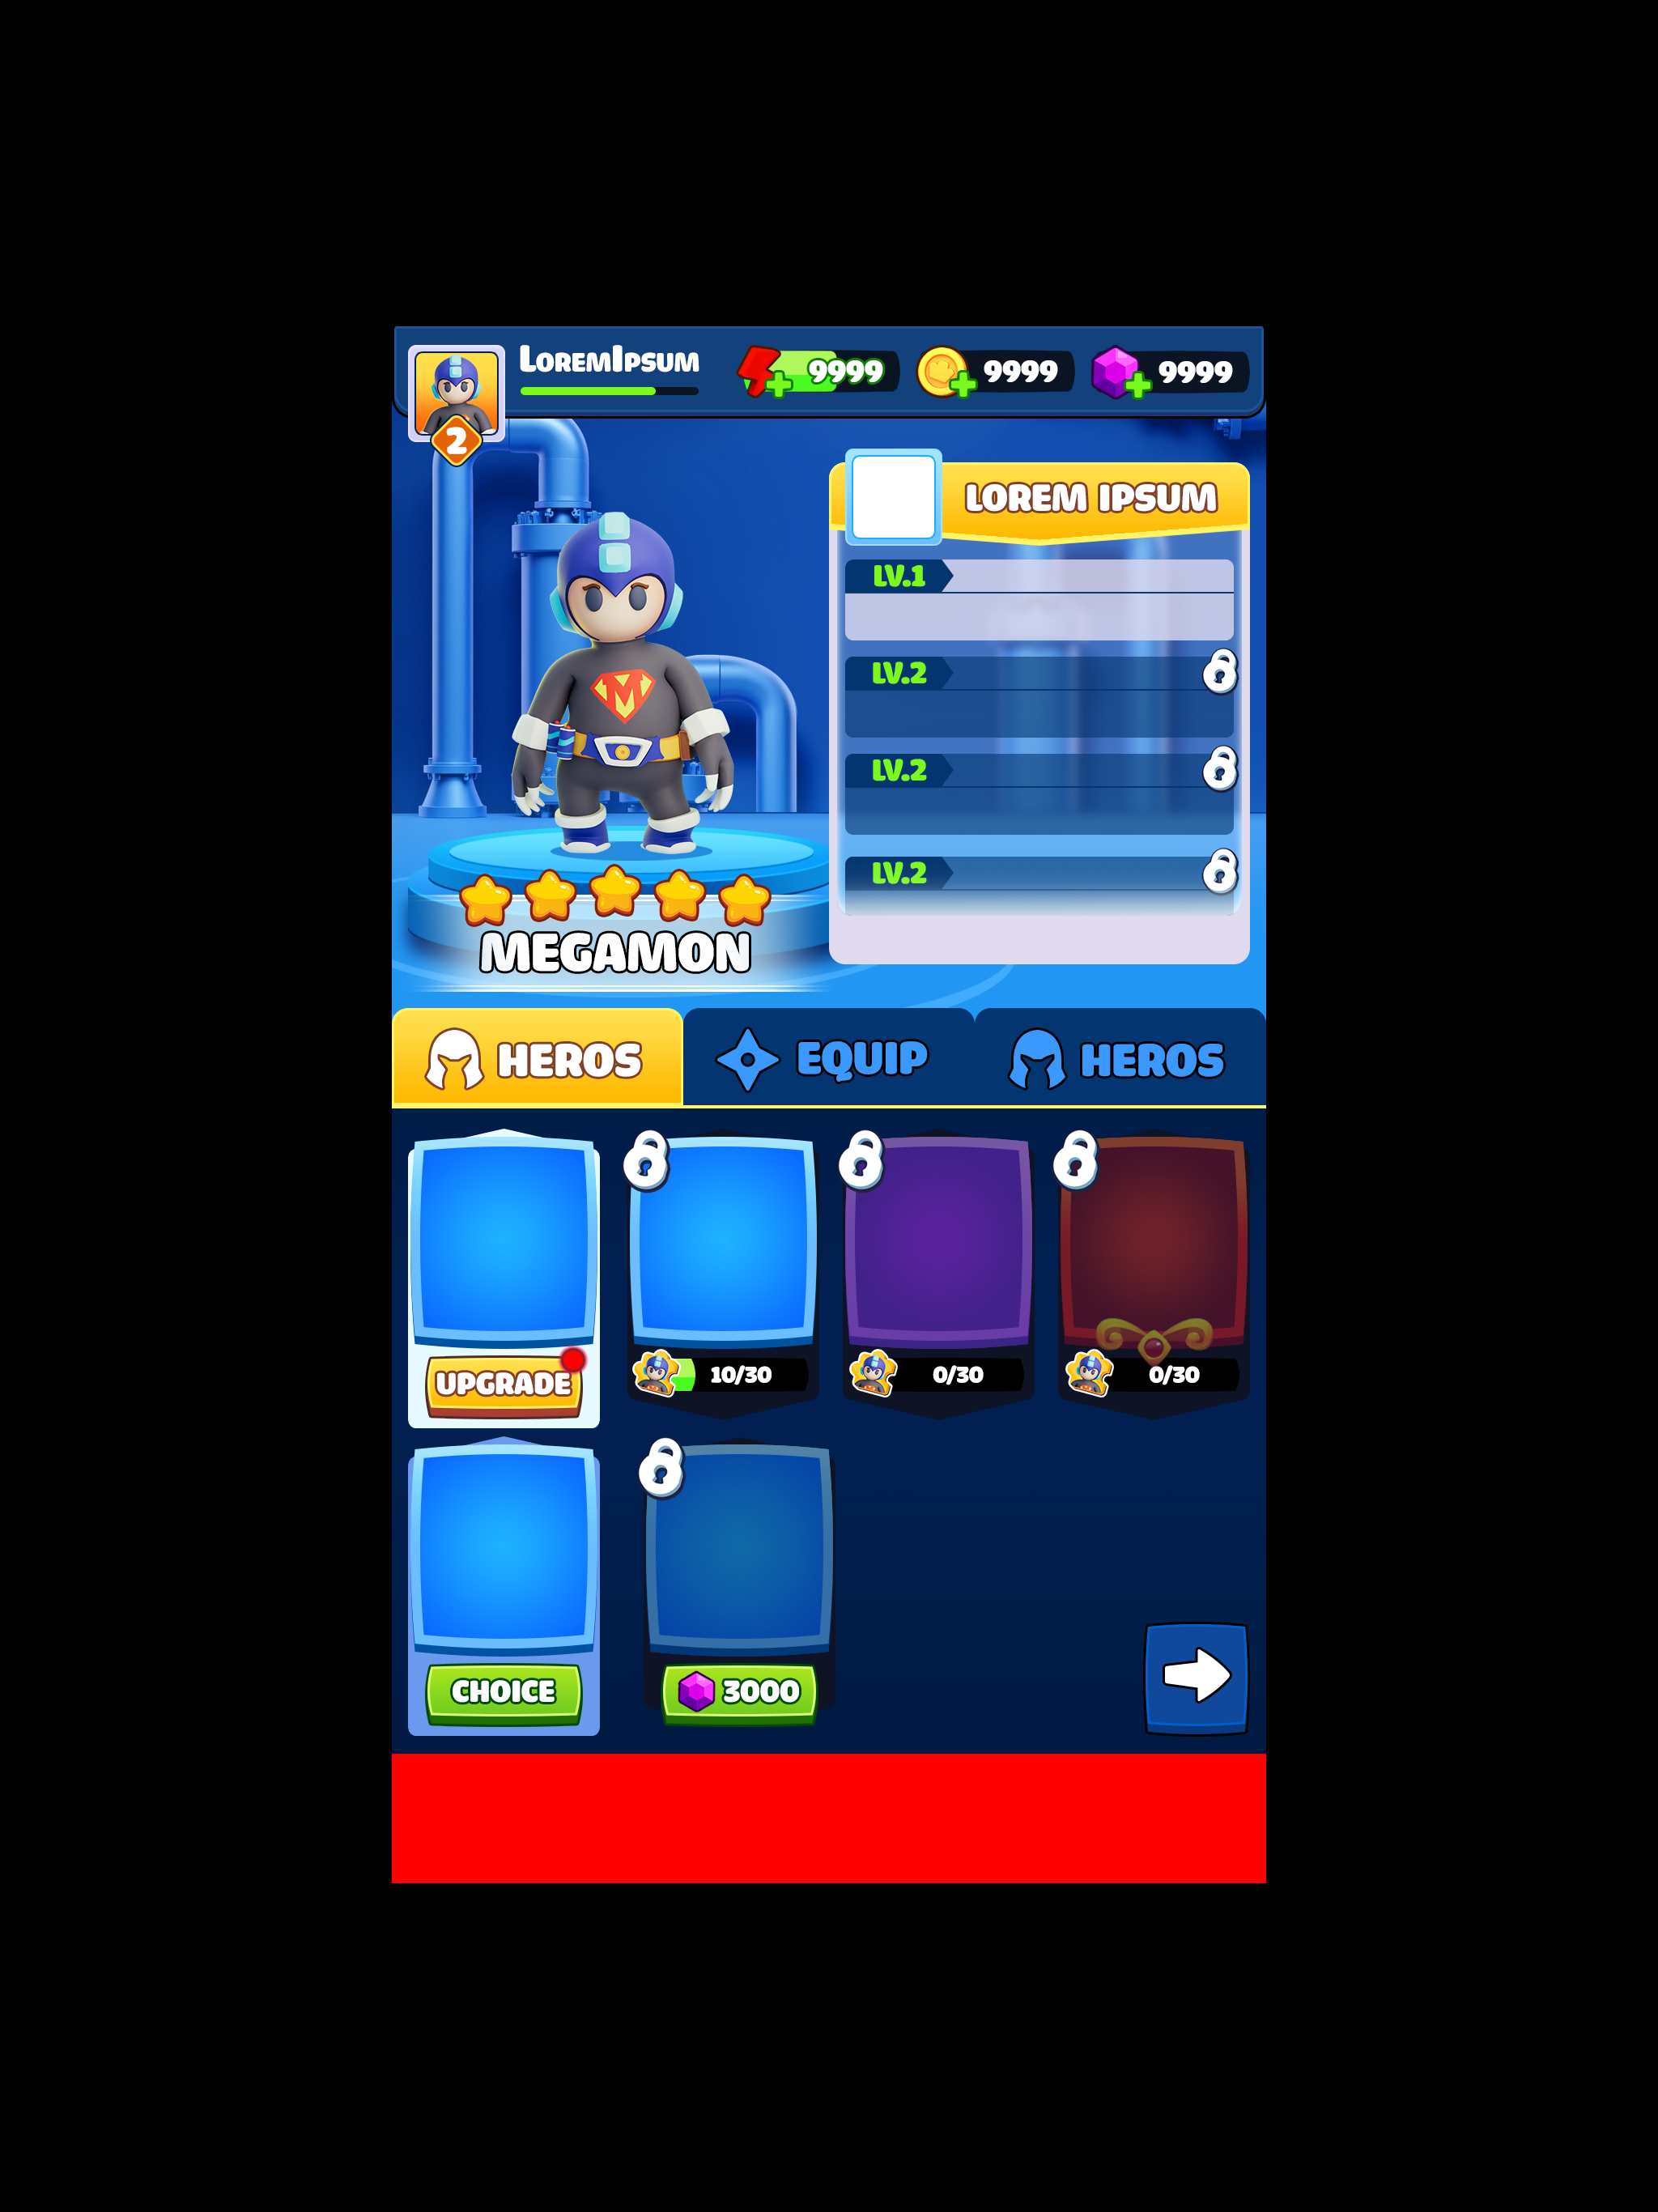 LOREMIPSUM
9999
9999
9999
2
LOREM IPSUM
LV.1
LV.2
LV.2
LV.2
M
MEGAMON
HEROS
EQUIP
HEROS
UPGRADE
10/30
0/30
0/30
CHOICE
3000